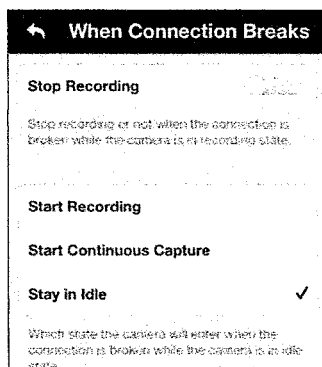 When Connection Breaks
Stop Recording
Stop recording or not when the connection is
broken while the camera is in recording state.
Start Recording
Start Continuous Capture
Stay in Idle
Which state the camera will enter when the
connection is broken while the camera is in idle
state.